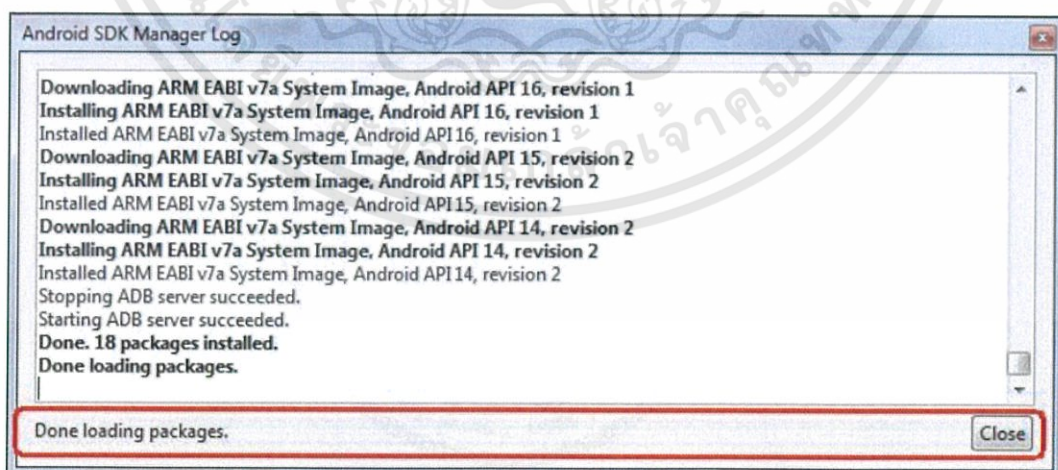 Android SDK Manager Log
Downloading ARM EABI v7a System Image, Android API 16, revision 1
Installing ARM EABI v7a System Image, Android API 16, revision 1
Installed ARM EABI v7a System Image, Android API 16, revision 1
Downloading ARM EABI v7a System Image, Android API 15, revision 2
Installing ARM EABI v7a System Image, Android API 15, revision 2
Installed ARM EABI v7a System Image, Android API 15, revision 2
Downloading ARM EABI v7a System Image, Android API 14, revision 2
Installing ARM EABI v7a System Image, Android API 14, revision 2
Installed ARM EABI v7a System Image, Android API 14, revision 2
Stopping ADB server succeeded.
Starting ADB server succeeded.
Done. 18 packages installed.
Done loading packages.
Done loading packages.
Close